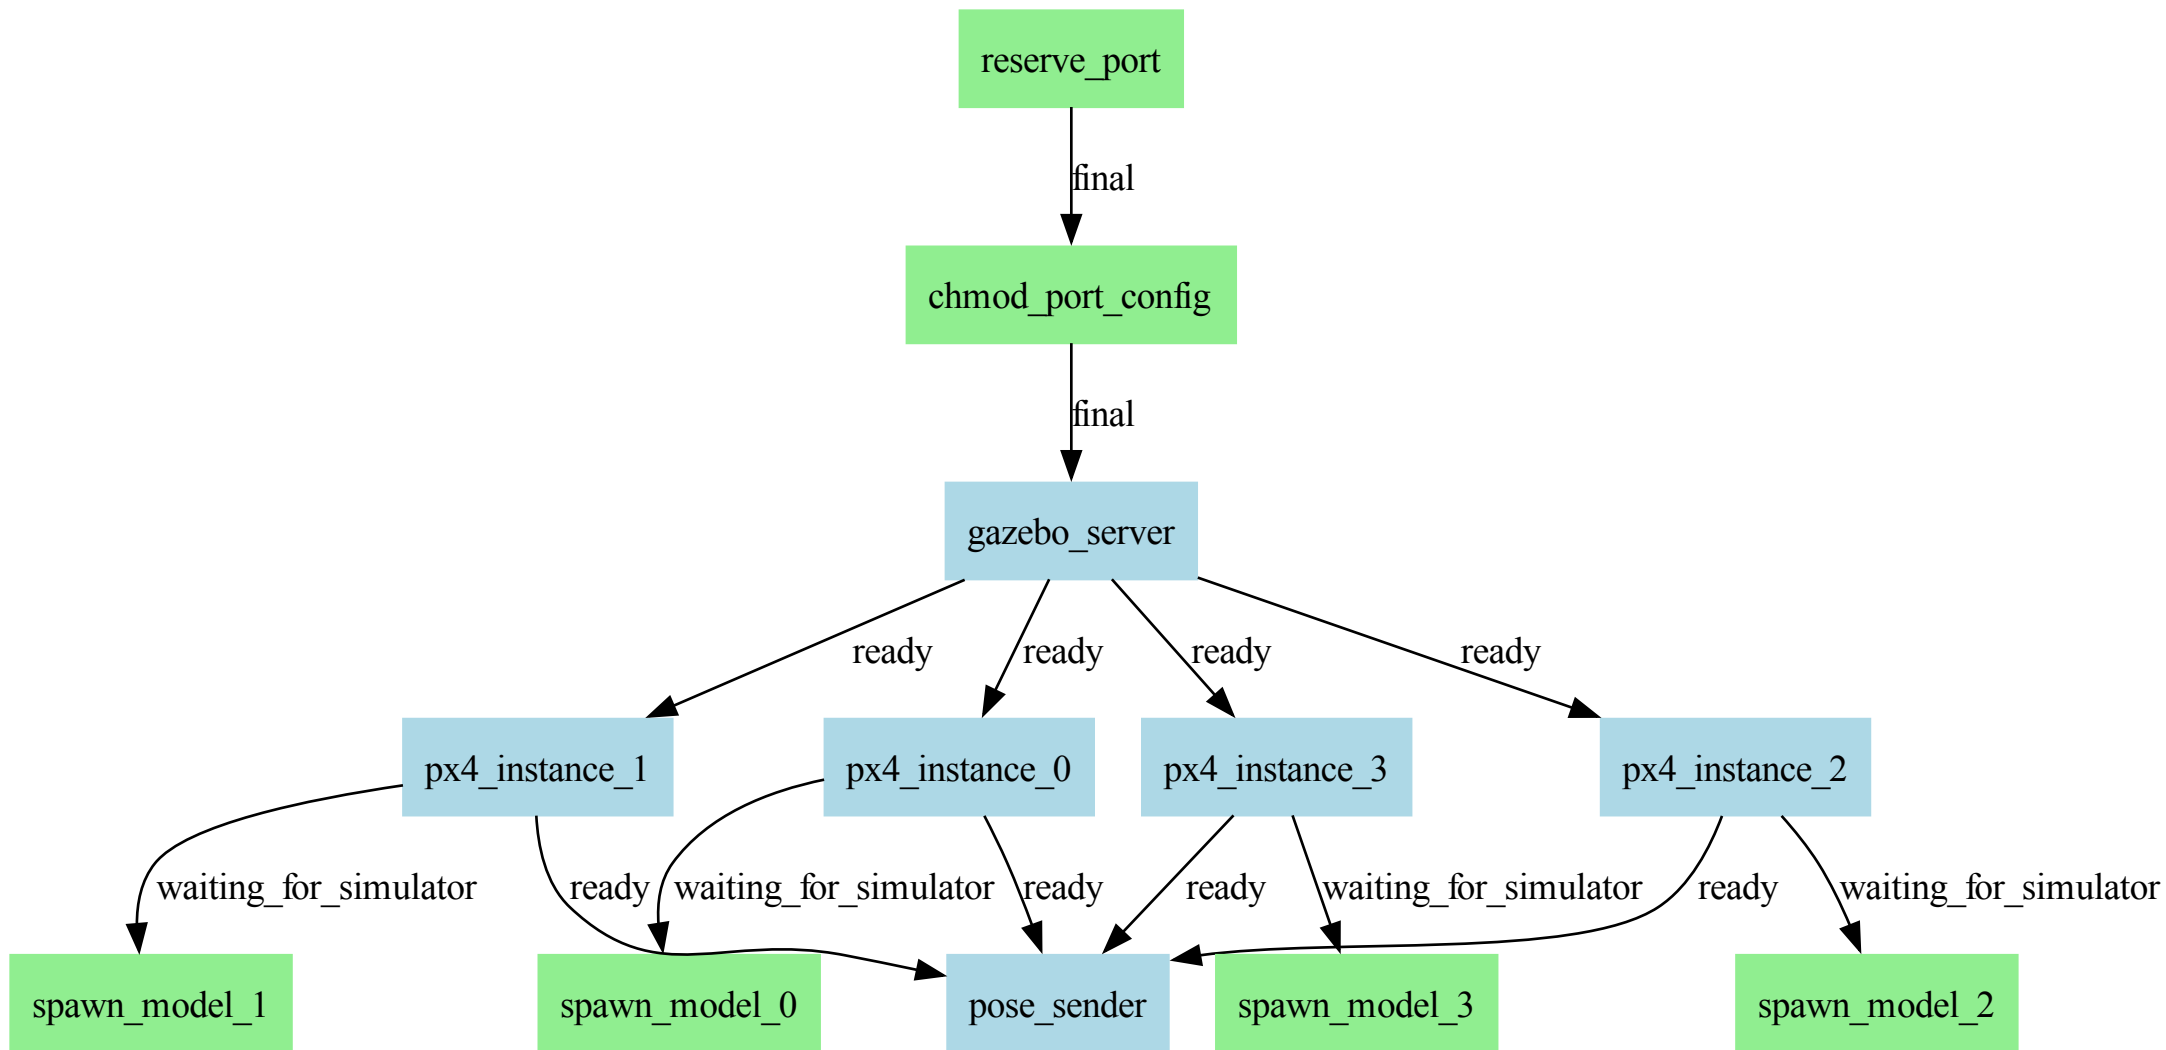 reserve_port
final
chmod_port_config
final
gazebo_server
ready
ready
ready
ready
px4_instance_1
px4_instance_0
px4_instance_3
px4_instance_2
waiting_for_simulator
ready
waiting_for_simulator
ready
ready
waiting_for_simulator
ready
waiting_for_simulator
spawn_model_1
spawn_model_0
pose_sender
spawn_model_3
spawn_model_2